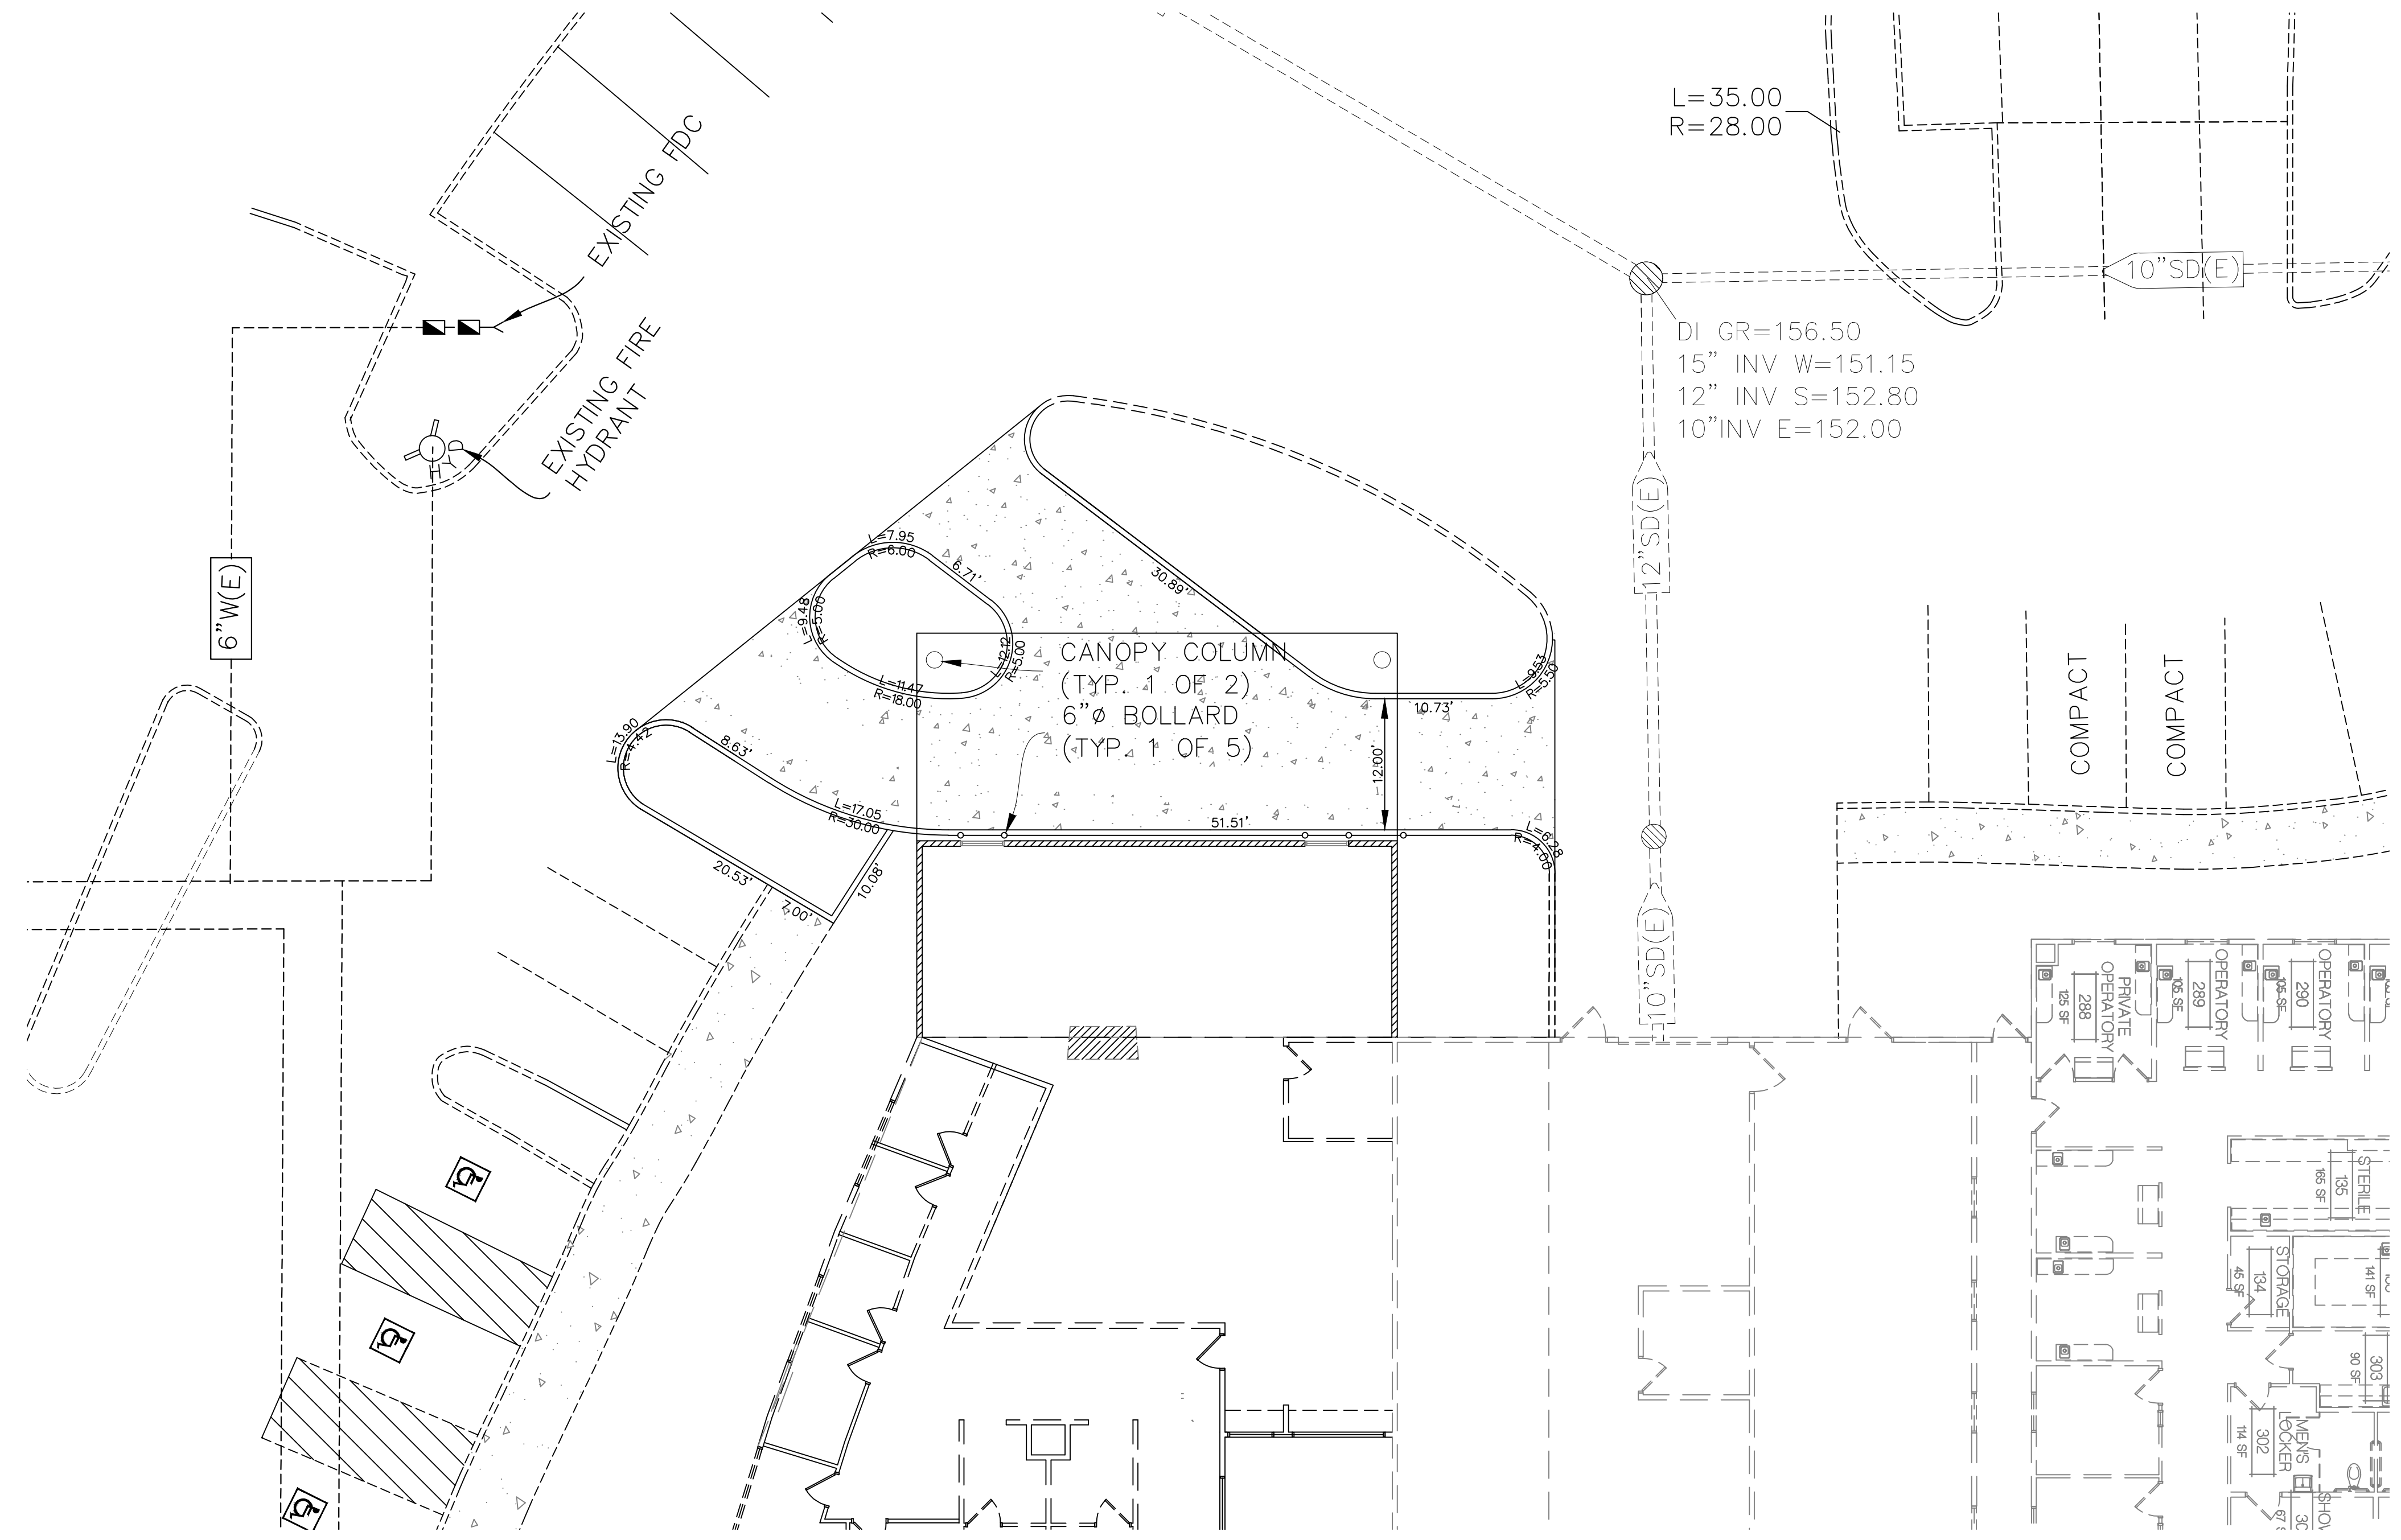 L=35.00
R=28.00
EXISTING FDC
10"SD(E)
DI GR=156.50
15" INV W=151.15
12" INV S=152.80
10"INV E=152.00
EXISTING FIRE
HYDRANT
HYD
12"SD(E)
6"W(E)
L=7.95
R=6.00
6.71'
30.89'
L=9.48
R=5.00
L=12.12
R=5.00
L=11.47
R=18.00
CANOPY COLUMN
(TYP. 1 OF 2)
6"ø BOLLARD
(TYP. 1 OF 5)
L=9.53
R=5.50
10.73'
12.00'
COMPACT
COMPACT
L=13.90
R=4.42
8.63'
L=17.05
R=30.00
51.51'
L=6.28
R=4.00
20.53'
7.00'
10.08'
10"SD(E)
PRIVATE
OPERATORY
288
125 SF
OPERATORY
289
105 SF
OPERATORY
290
105 SF
STERILE
135
165 SF
STORAGE
134
45 SF
141 SF
303
90 SF
MEN'S
LOCKER
302
114 SF